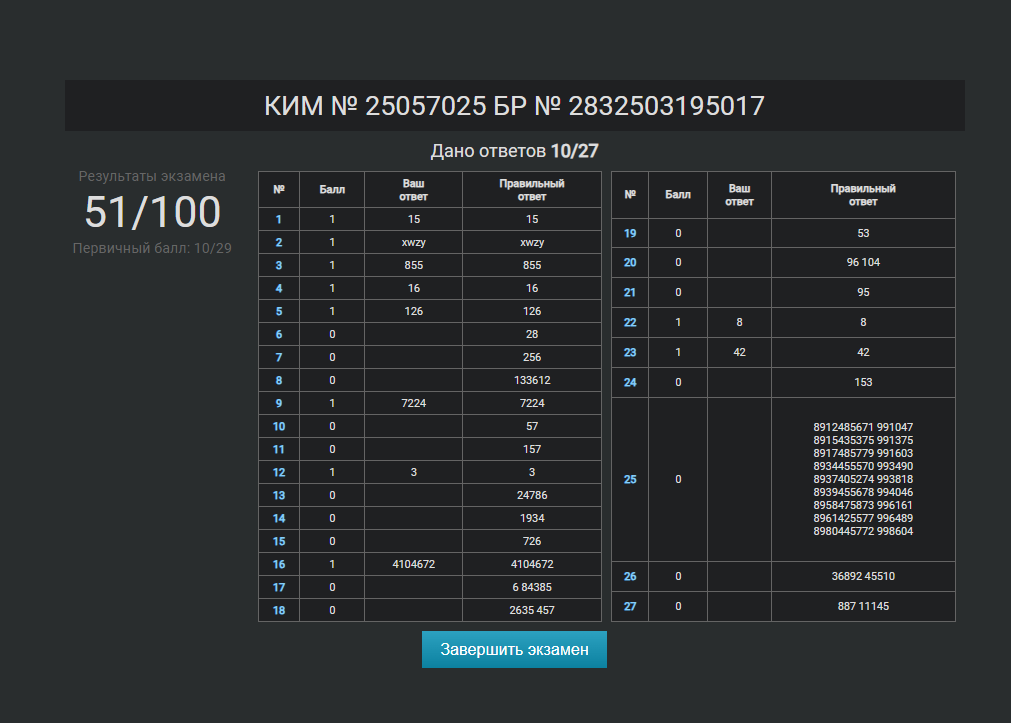 КИМ № 25057025 БР № 2832503195017
Дано ответов 10/27
Результаты экзамена
51/100
Первичный балл: 10/29
№ Балл Ваш ответ Правильный ответ
1 1 15 15
2 1 xwzy xwzy
3 1 855 855
4 1 16 16
5 1 126 126
6 0 28
7 0 256
8 0 133612
9 1 7224 7224
10 0 57
11 0 157
12 1 3 3
13 0 24786
14 0 1934
15 0 726
16 1 4104672 4104672
17 0 6 84385
18 0 2635 457
№ Балл Ваш ответ Правильный ответ
19 0 53
20 0 96 104
21 0 95
22 1 8 8
23 1 42 42
24 0 153
25 0
8912485671 991047
8915435375 991375
8917485779 991603
8934455570 993490
8937405274 993818
8939455678 994046
8958475873 996161
8961425577 996489
8980445772 998604
26 0 36892 45510
27 0 887 11145
Завершить экзамен